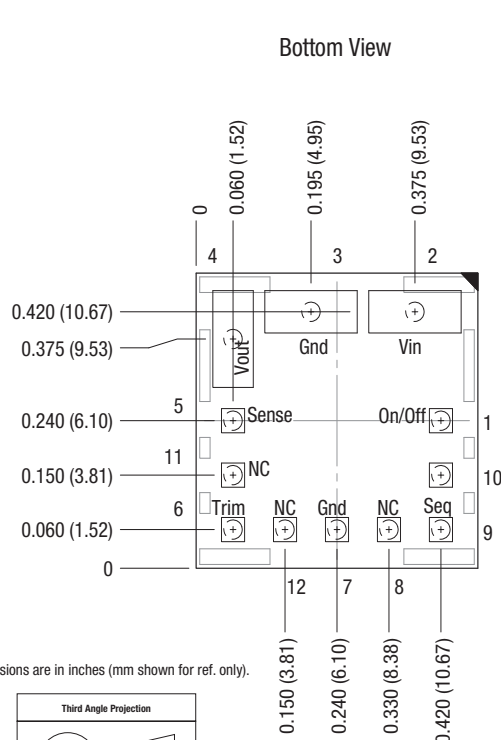 Bottom View
0
0.060 (1.52)
0.195 (4.95)
0.375 (9.53)
4
3
2
0.420 (10.67)
0.375 (9.53)
Vout
Gnd
Vin
0.240 (6.10)
5
Sense
On/Off
1
11
0.150 (3.81)
NC
10
0.060 (1.52)
6
Trim
NC
Gnd
NC
Seq
9
0
12
7
8
0.150 (3.81)
0.240 (6.10)
0.330 (8.38)
0.420 (10.67)
sions are in inches (mm shown for ref. only).
Third Angle Projection